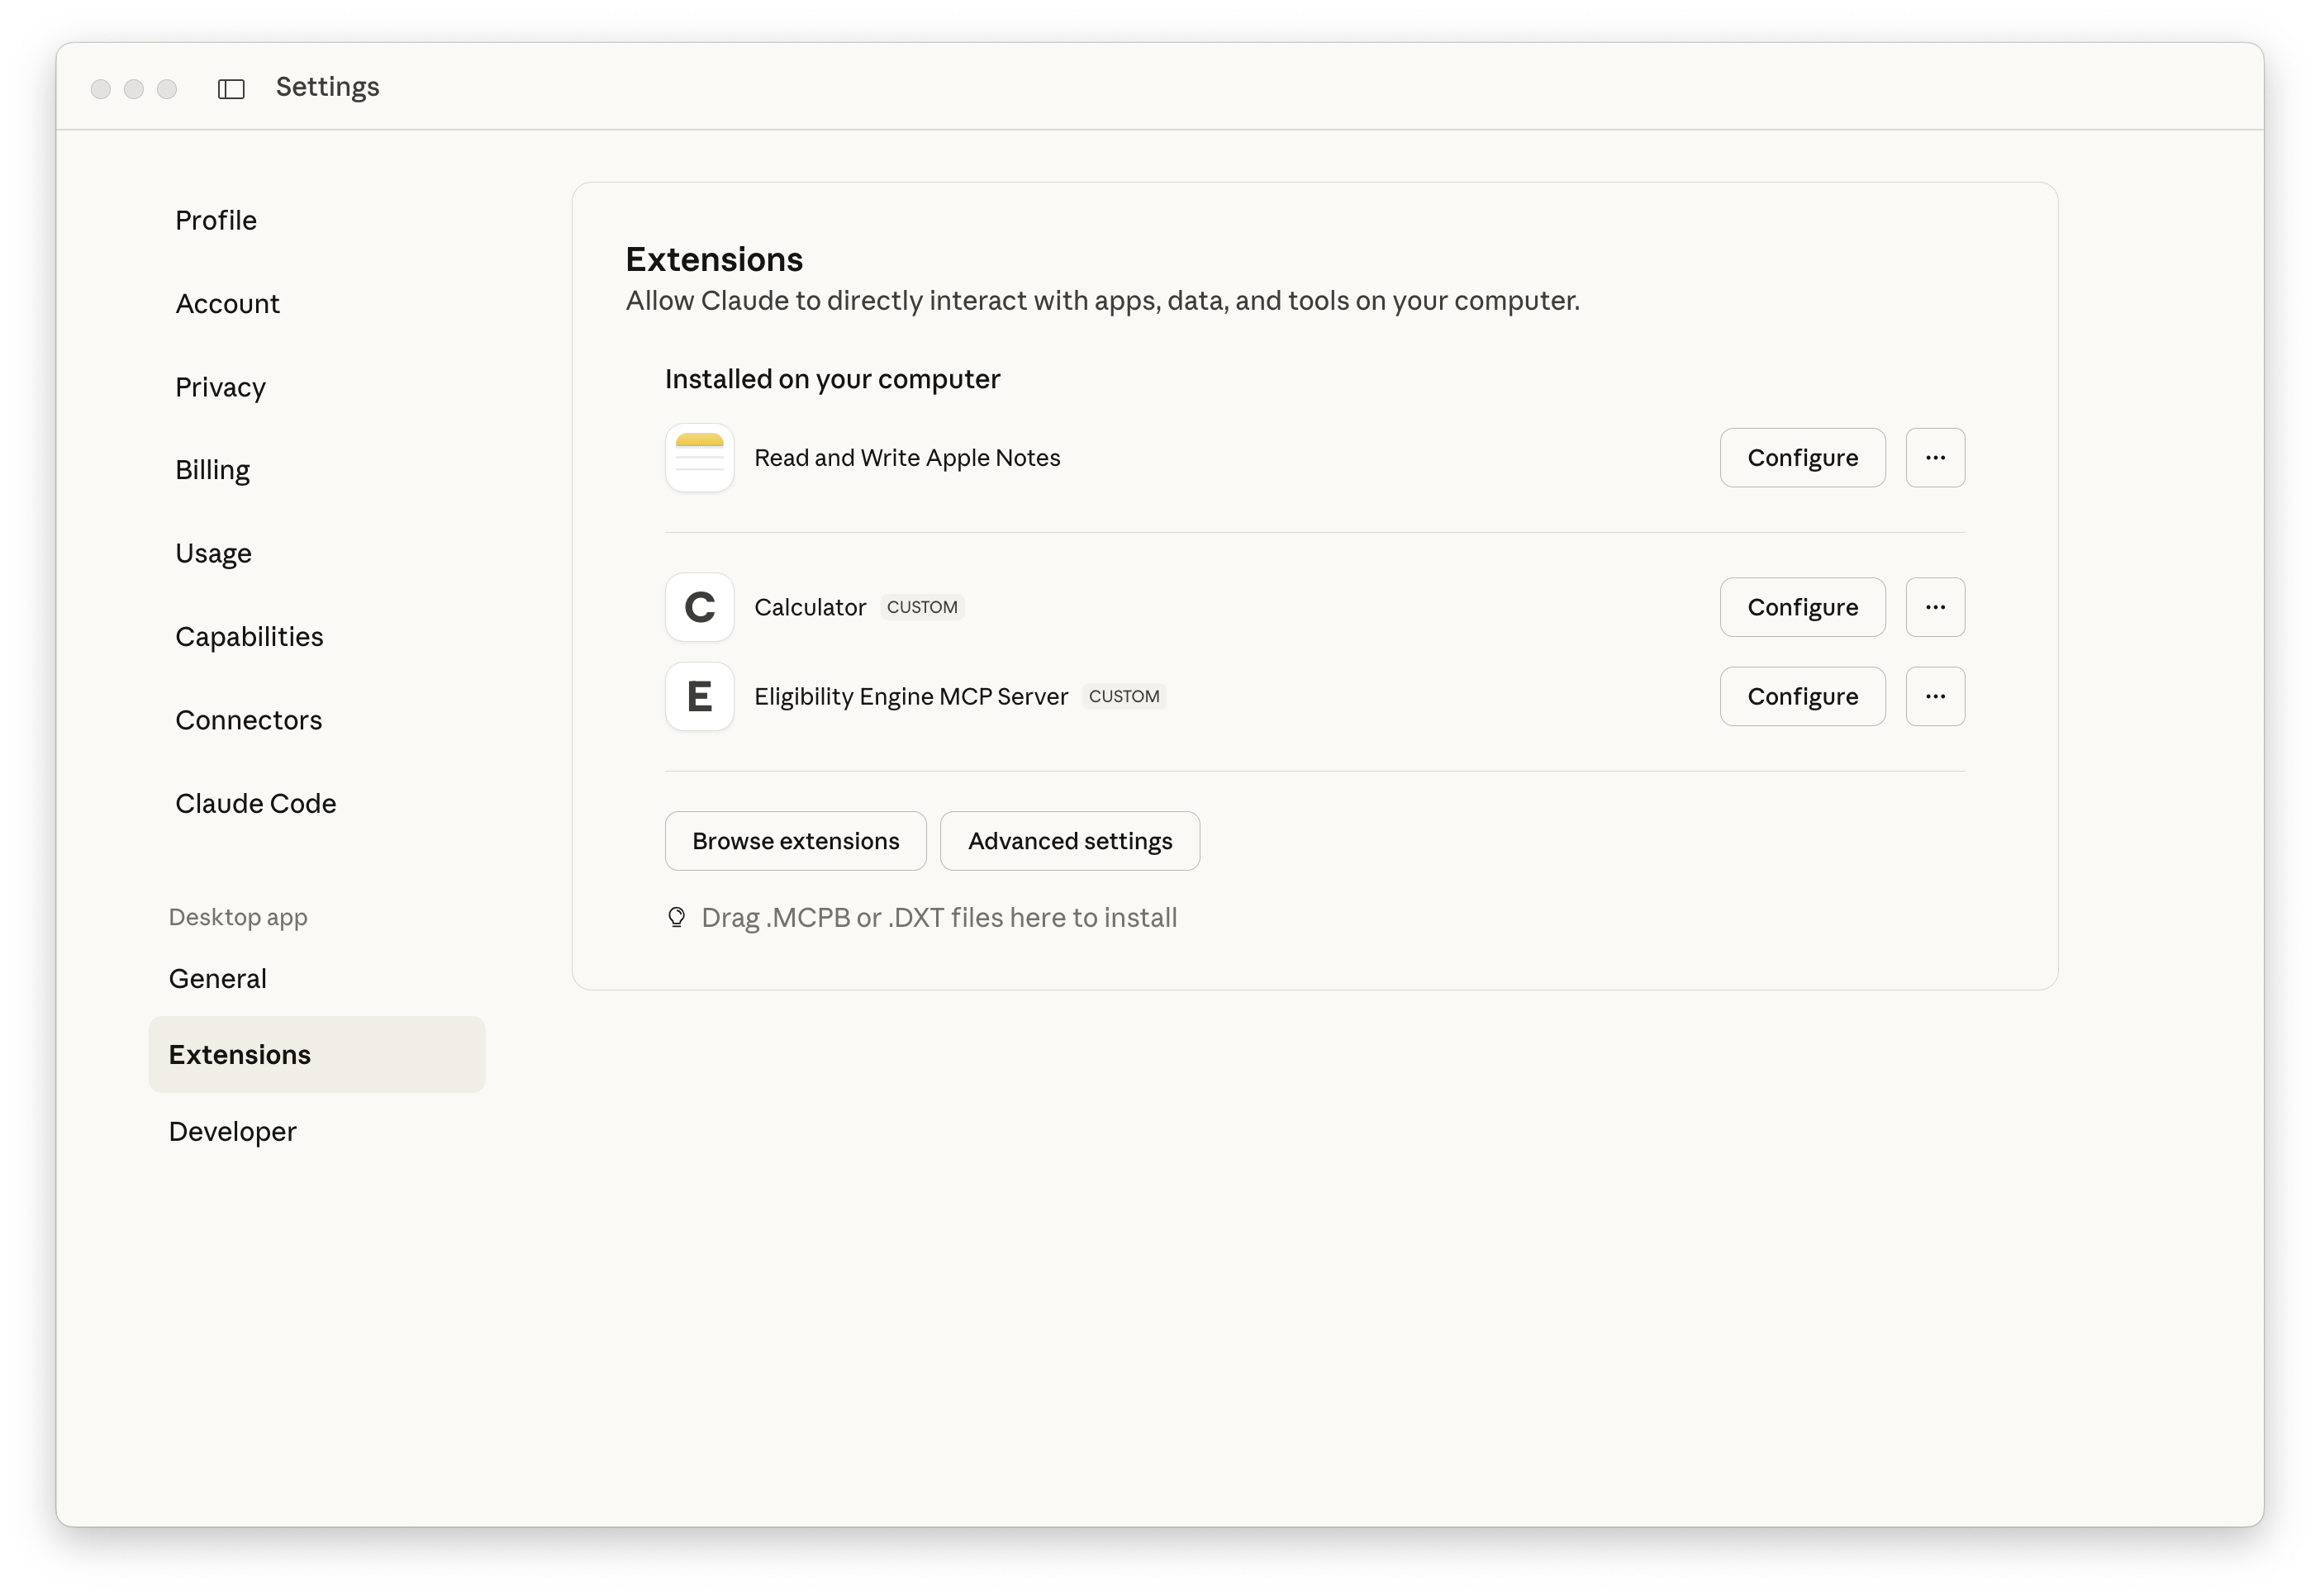 Settings
Profile
Account
Privacy
Billing
Usage
Capabilities
Connectors
Claude Code
Desktop app
General
Extensions
Developer
Extensions
Allow Claude to directly interact with apps, data, and tools on your computer.
Installed on your computer
Read and Write Apple Notes
Configure
C
Calculator CUSTOM
Configure
E
Eligibility Engine MCP Server CUSTOM
Configure
Browse extensions
Advanced settings
Drag .MCPB or .DXT files here to install